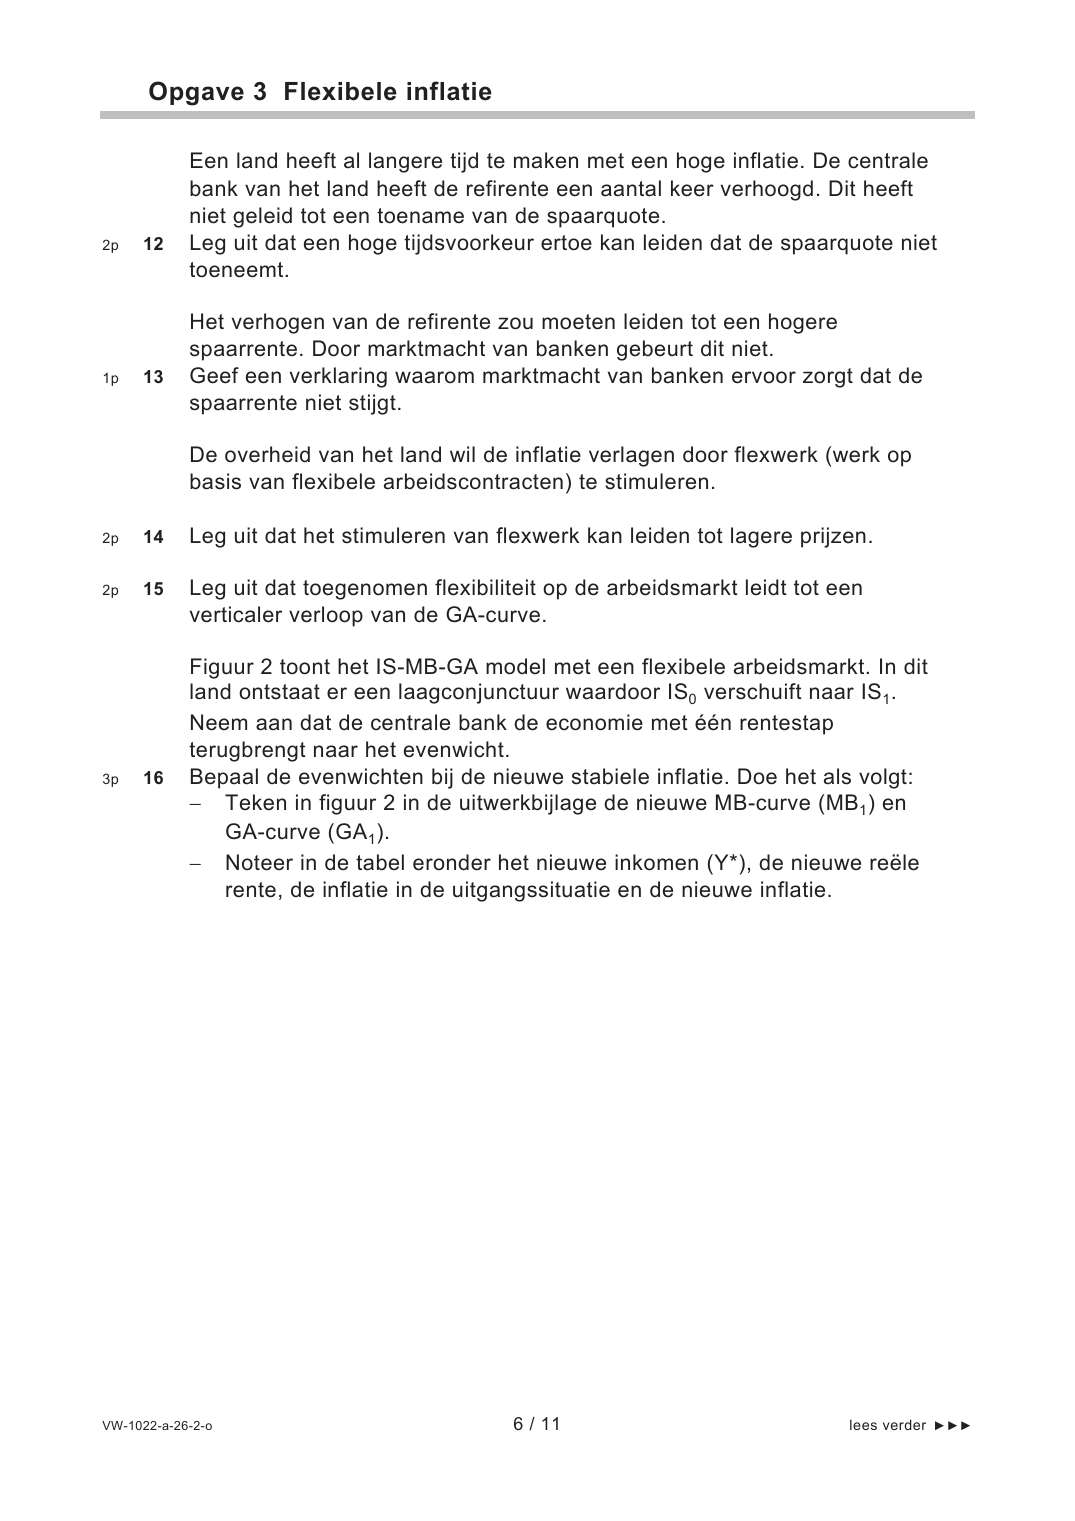 Opgave 3 Flexibele inflatie
Een land heeft al langere tijd te maken met een hoge inflatie. De centrale
bank van het land heeft de refirente een aantal keer verhoogd. Dit heeft
niet geleid tot een toename van de spaarquote.
2p 12 Leg uit dat een hoge tijdsvoorkeur ertoe kan leiden dat de spaarquote niet
toeneemt.
Het verhogen van de refirente zou moeten leiden tot een hogere
spaarrente. Door marktmacht van banken gebeurt dit niet.
1p 13 Geef een verklaring waarom marktmacht van banken ervoor zorgt dat de
spaarrente niet stijgt.
De overheid van het land wil de inflatie verlagen door flexwerk (werk op
basis van flexibele arbeidscontracten) te stimuleren.
2p 14 Leg uit dat het stimuleren van flexwerk kan leiden tot lagere prijzen.
2p 15 Leg uit dat toegenomen flexibiliteit op de arbeidsmarkt leidt tot een
verticaler verloop van de GA-curve.
Figuur 2 toont het IS-MB-GA model met een flexibele arbeidsmarkt. In dit
land ontstaat er een laagconjunctuur waardoor IS0 verschuift naar IS1.
Neem aan dat de centrale bank de economie met één rentestap
terugbrengt naar het evenwicht.
3p 16 Bepaal de evenwichten bij de nieuwe stabiele inflatie. Doe het als volgt:
– Teken in figuur 2 in de uitwerkbijlage de nieuwe MB-curve (MB1) en
GA-curve (GA1).
– Noteer in de tabel eronder het nieuwe inkomen (Y*), de nieuwe reële
rente, de inflatie in de uitgangssituatie en de nieuwe inflatie.
VW-1022-a-26-2-o 6 / 11 lees verder ►►►